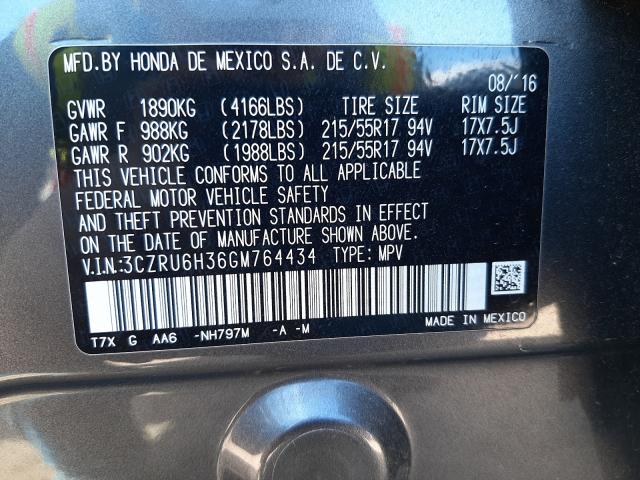 MFD.BY HONDA DE MEXICO S.A. DE C.V.
08/'16
GVWR 1890KG (4166LBS) TIRE SIZE RIM SIZE
GAWR F 988KG (2178LBS) 215/55R17 94V 17X7.5J
GAWR R 902KG (1988LBS) 215/55R17 94V 17X7.5J
THIS VEHICLE CONFORMS TO ALL APPLICABLE
FEDERAL MOTOR VEHICLE SAFETY
AND THEFT PREVENTION STANDARDS IN EFFECT
ON THE DATE OF MANUFACTURE SHOWN ABOVE.
V.I.N.:3CZRU6H36GM764434 TYPE: MPV
T7X G AA6 -NH797M -A -M MADE IN MEXICO